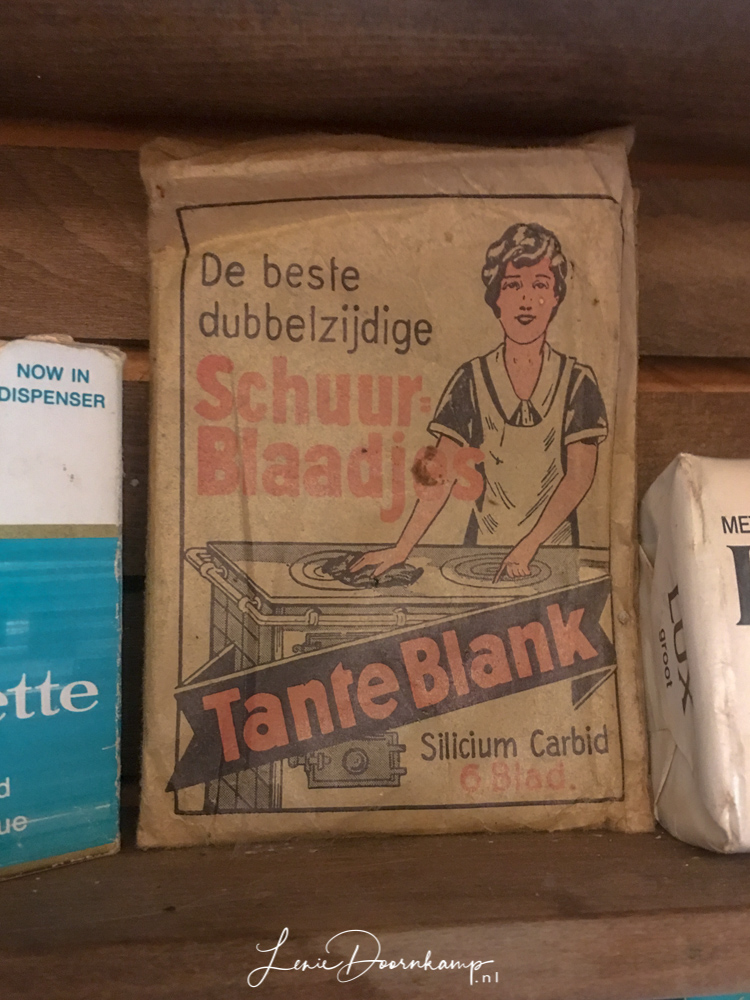 De beste
dubbelzijdige
Schuur-
Blaadjes
Tante Blank
Silicium Carbid
6 Blad.
NOW IN
DISPENSER
ette
d
ue
ME
LUX
groot
Lenie Doornkamp.nl